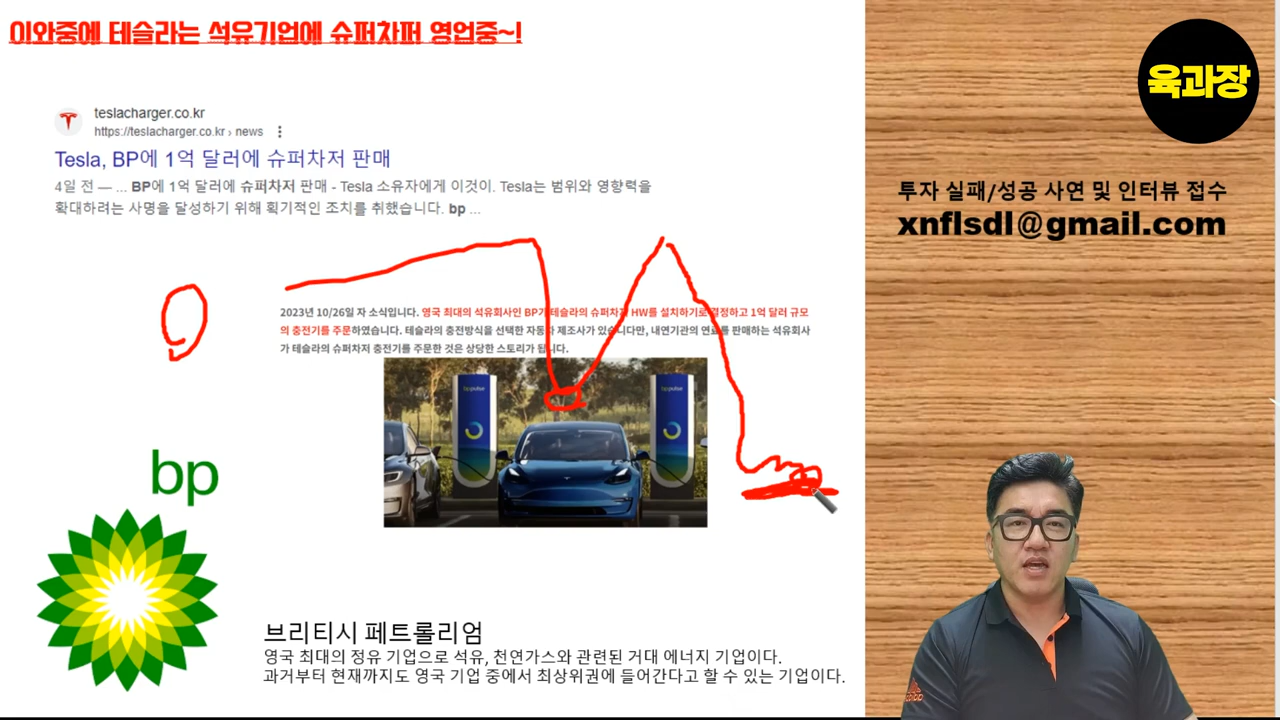 이와중에 테슬라는 석유기업에 슈퍼차퍼 영업중~!
육과장
teslacharger.co.kr
https://teslacharger.co.kr › news
Tesla, BP에 1억 달러에 슈퍼차저 판매
4일 전 — ... BP에 1억 달러에 슈퍼차저 판매 - Tesla 소유자에게 이것이. Tesla는 범위와 영향력을
확대하려는 사명을 달성하기 위해 획기적인 조치를 취했습니다. bp ...
투자 실패/성공 사연 및 인터뷰 접수
xnflsdl@gmail.com
2023년 10/26일 자 소식입니다. 영국 최대의 석유회사인 BP가 테슬라의 슈퍼차저 HW를 설치하기로 결정하고 1억 달러 규모
의 충전기를 주문하였습니다. 테슬라의 충전방식을 선택한 자동차 제조사가 있습니다만, 내연기관의 연료를 판매하는 석유회사
가 테슬라의 슈퍼차저 충전기를 주문한 것은 상당한 스토리가 됩니다.
bp pulse
bp pulse
bp
브리티시 페트롤리엄
영국 최대의 정유 기업으로 석유, 천연가스와 관련된 거대 에너지 기업이다.
과거부터 현재까지도 영국 기업 중에서 최상위권에 들어간다고 할 수 있는 기업이다.